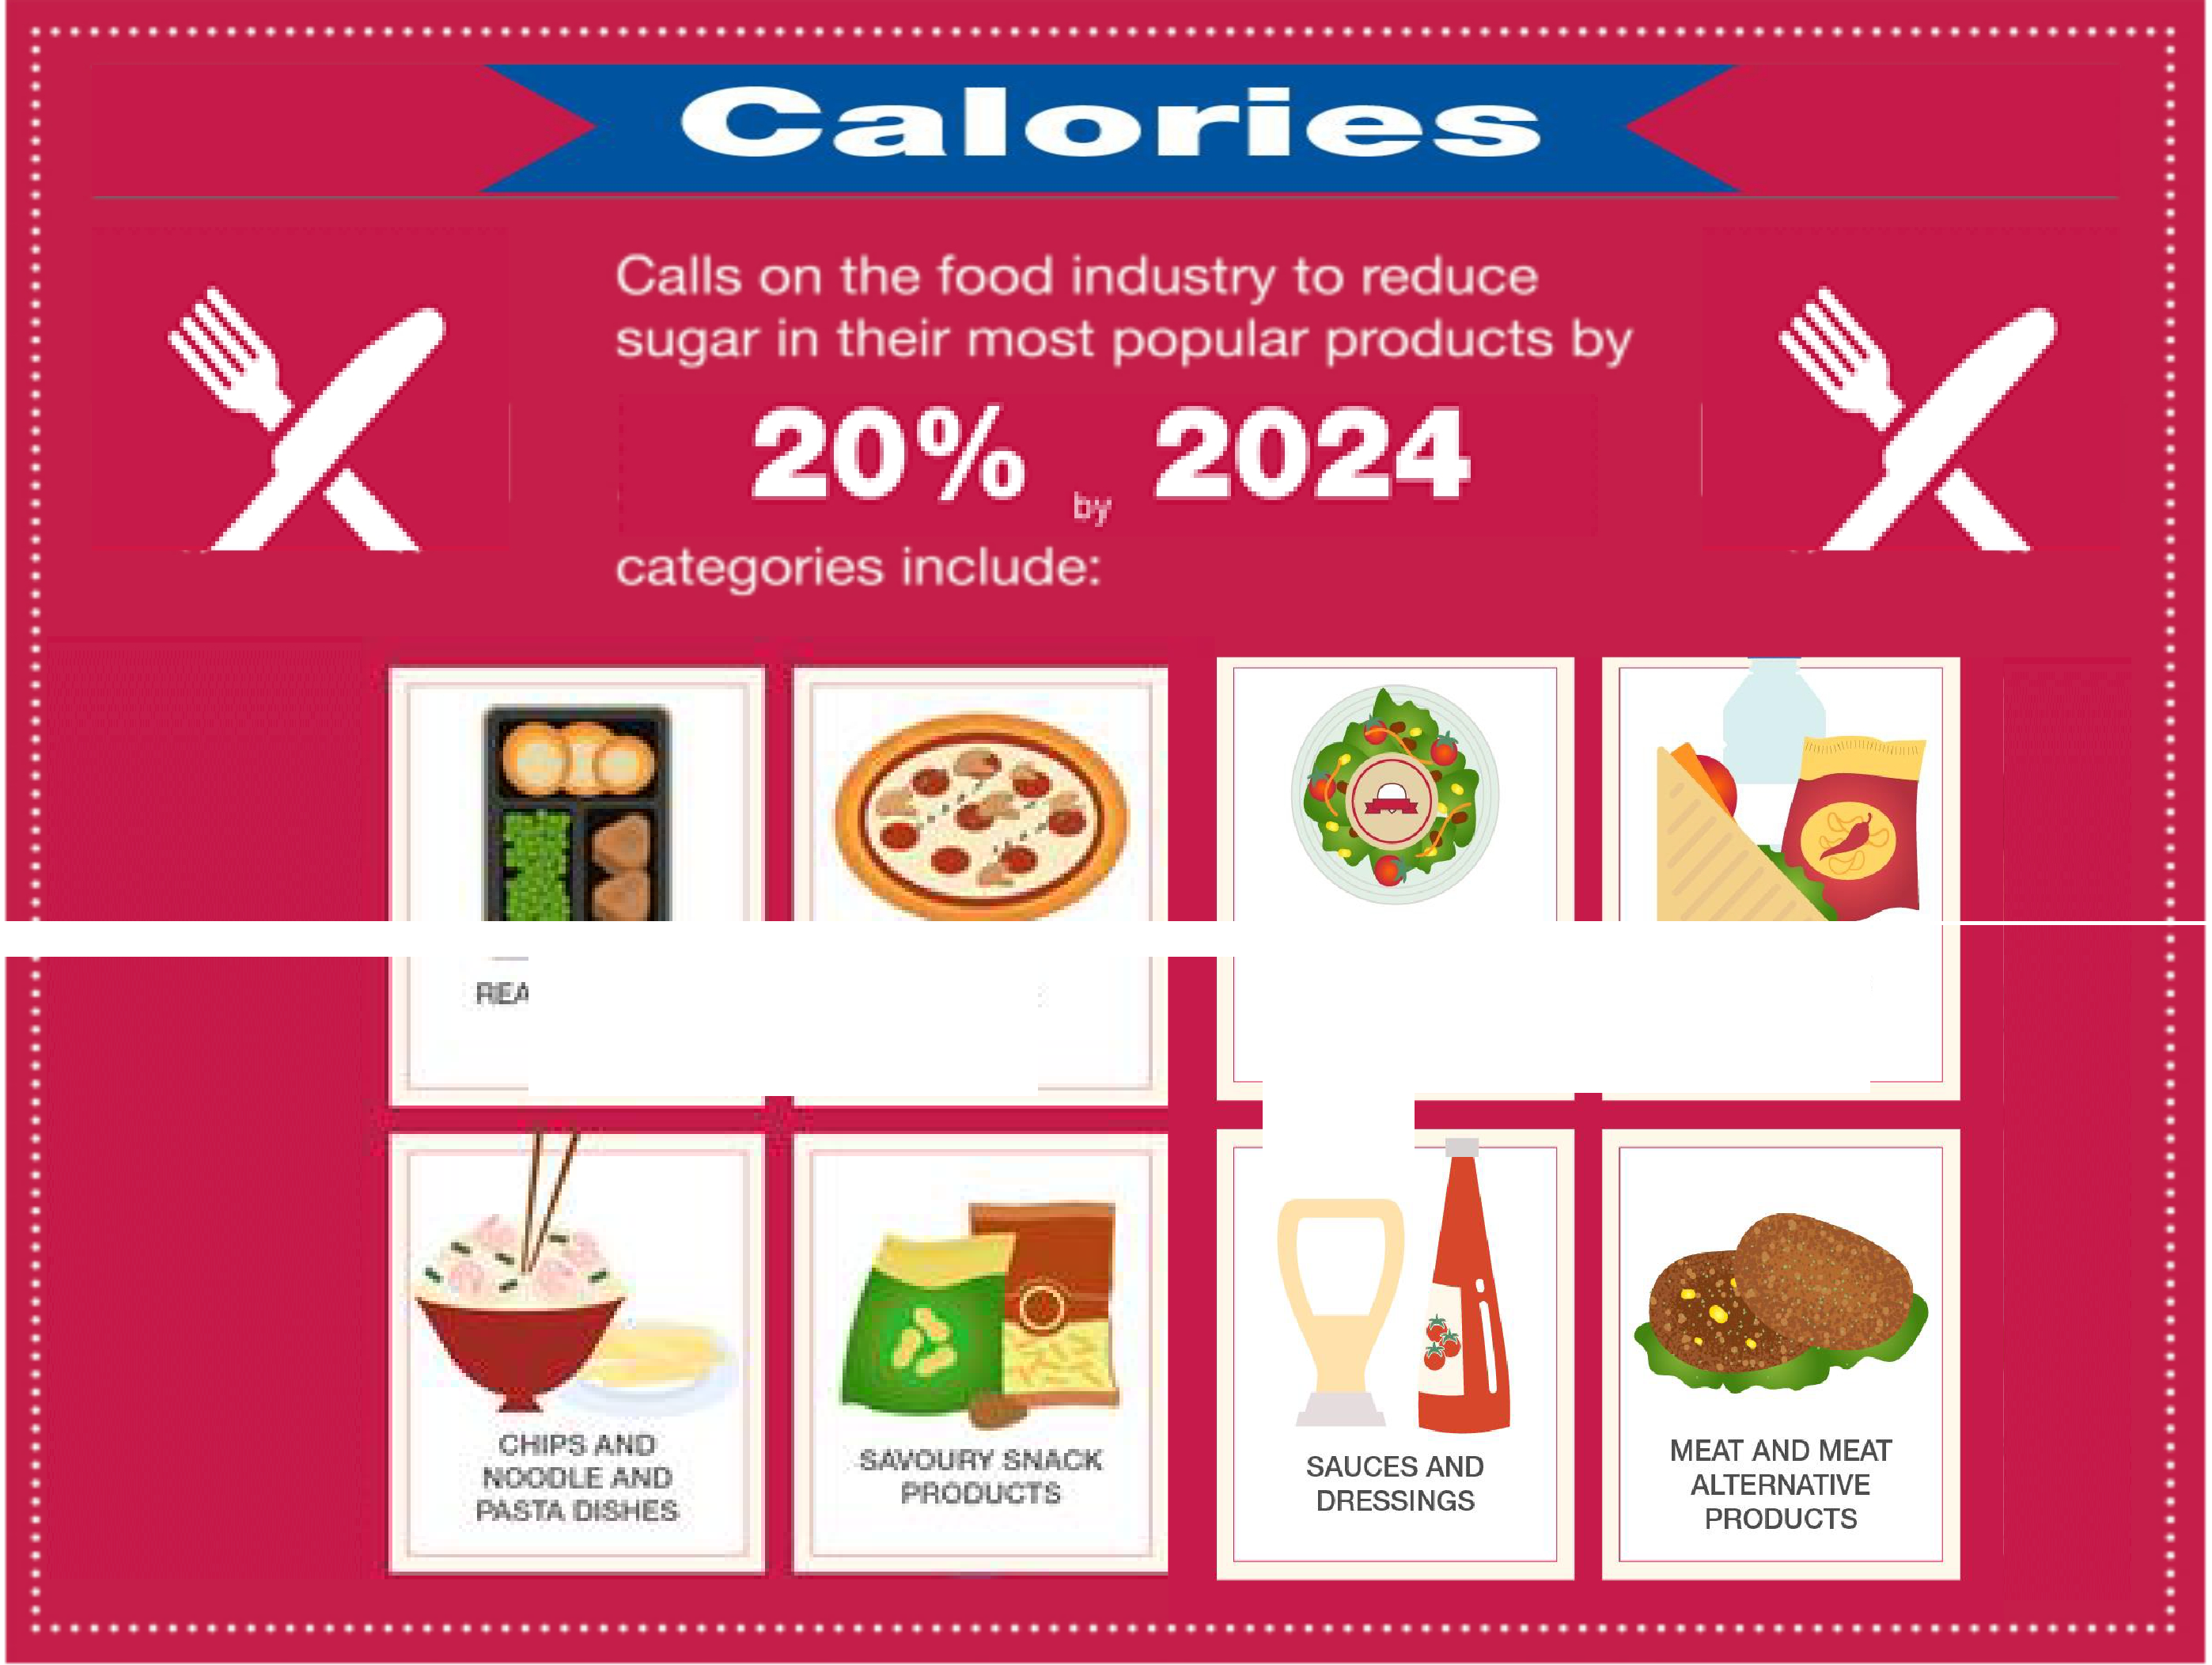 Calories
Calls on the food industry to reduce
sugar in their most popular products by
20% by 2024
categories include:
REA
CHIPS AND
NOODLE AND
PASTA DISHES
SAVOURY SNACK
PRODUCTS
SAUCES AND
DRESSINGS
MEAT AND MEAT
ALTERNATIVE
PRODUCTS